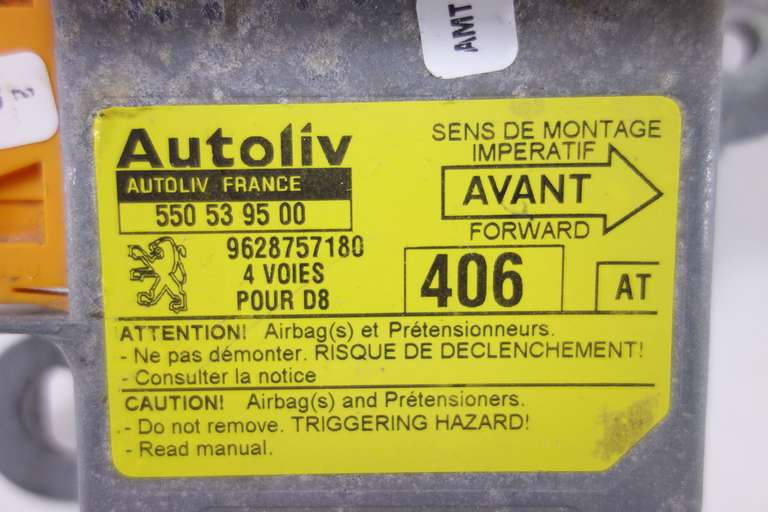 AMT
Autoliv
AUTOLIV FRANCE
550 53 95 00
9628757180
4 VOIES
POUR D8
SENS DE MONTAGE
IMPERATIF
AVANT
FORWARD
406
AT
ATTENTION! Airbag(s) et Prétensionneurs.
- Ne pas démonter. RISQUE DE DECLENCHEMENT!
- Consulter la notice
CAUTION! Airbag(s) and Prétensioners.
- Do not remove. TRIGGERING HAZARD!
- Read manual.